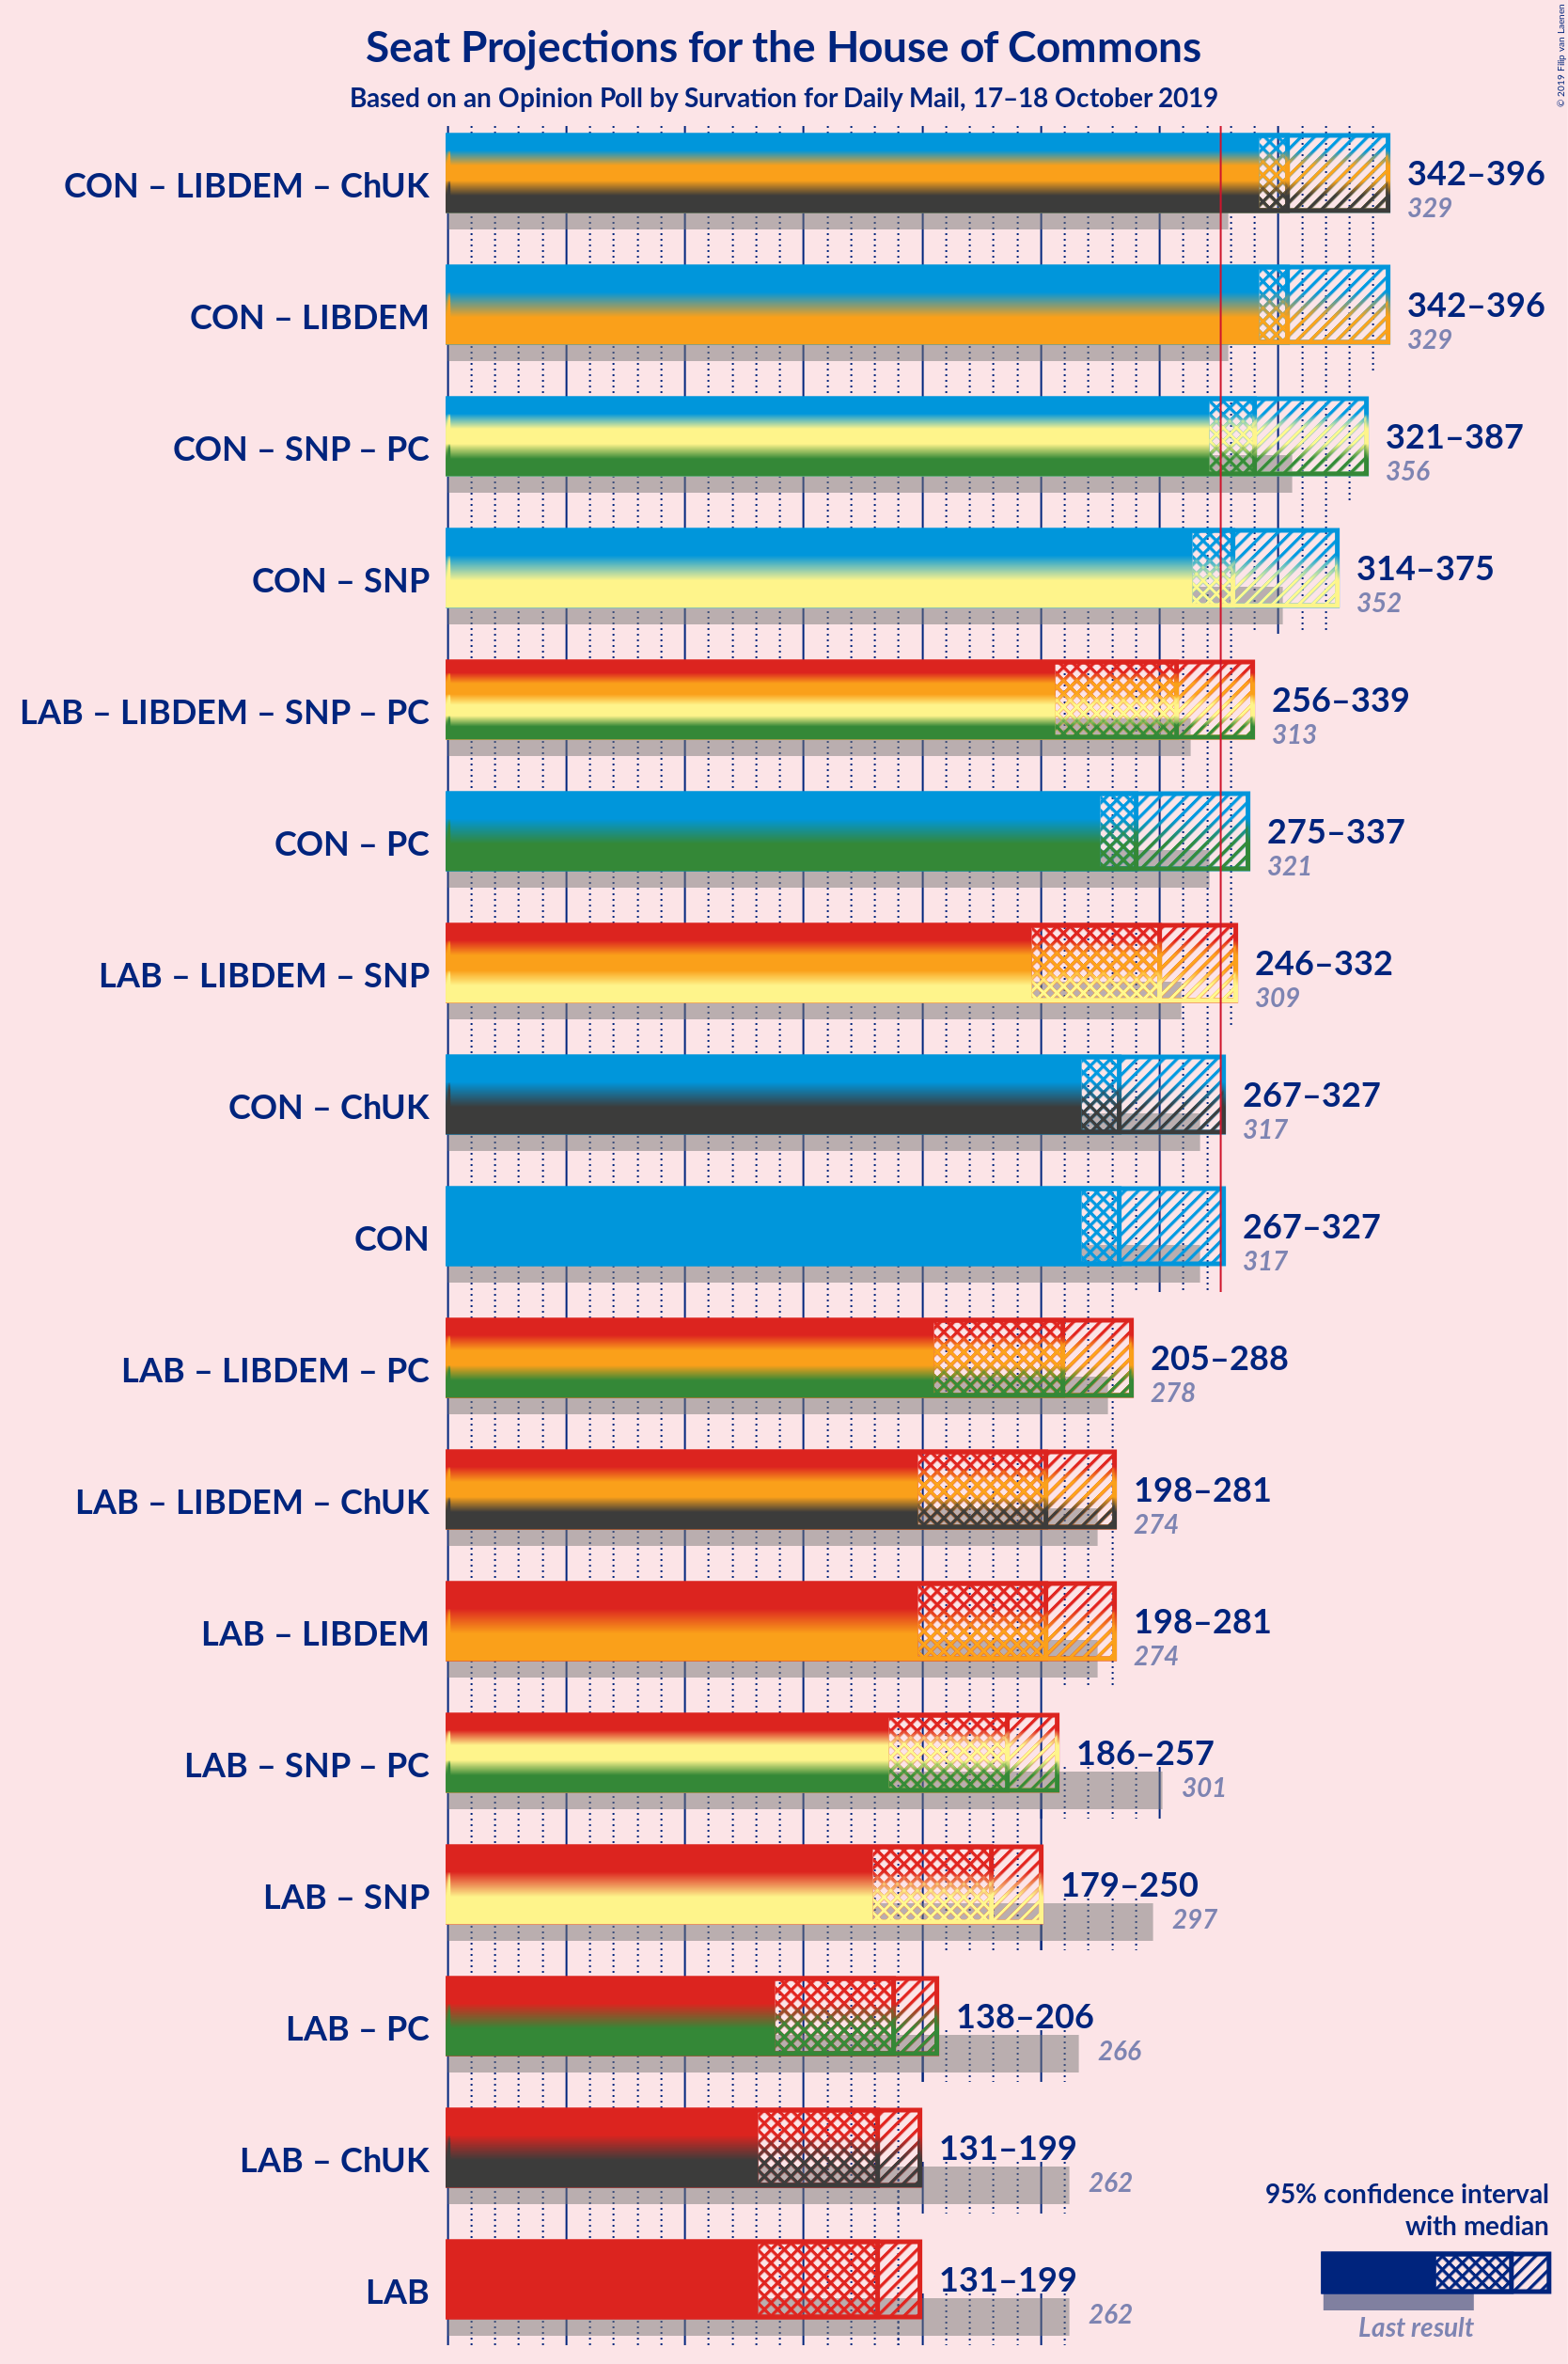 Seat Projections for the House of Commons
Based on an Opinion Poll by Survation for Daily Mail, 17–18 October 2019
© 2019 Filip van Laenen
CON – LIBDEM – ChUK
342–396
329
CON – LIBDEM
342–396
329
CON – SNP – PC
321–387
356
CON – SNP
314–375
352
LAB – LIBDEM – SNP – PC
256–339
313
CON – PC
275–337
321
LAB – LIBDEM – SNP
246–332
309
CON – ChUK
267–327
317
CON
267–327
317
LAB – LIBDEM – PC
205–288
278
LAB – LIBDEM – ChUK
198–281
274
LAB – LIBDEM
198–281
274
LAB – SNP – PC
186–257
301
LAB – SNP
179–250
297
LAB – PC
138–206
266
LAB – ChUK
131–199
262
LAB
131–199
262
95% confidence interval
with median
Last result